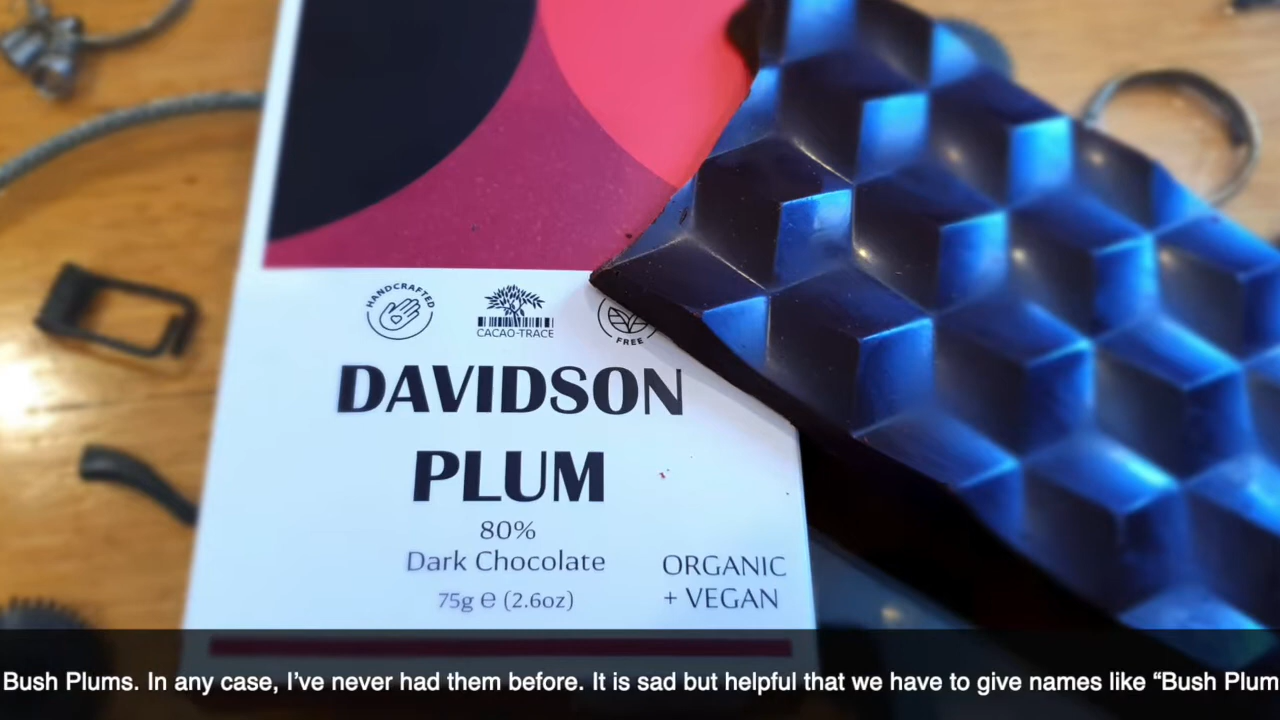 HANDCRAFTED
CACAO-TRACE
FREE
DAVIDSON
PLUM
80%
Dark Chocolate
75g ℮ (2.6oz)
ORGANIC
+ VEGAN
Bush Plums. In any case, I’ve never had them before. It is sad but helpful that we have to give names like “Bush Plum